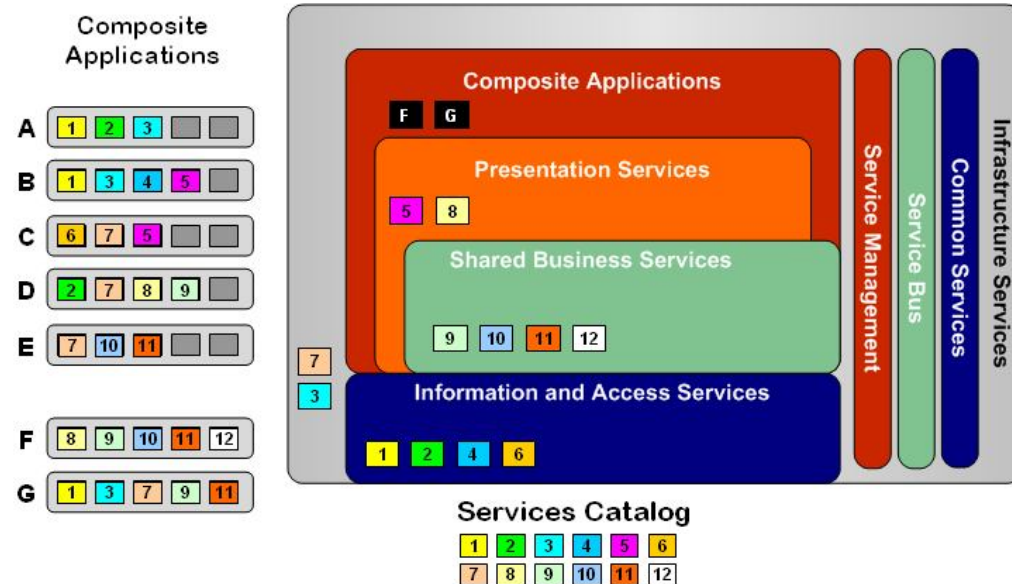 Composite
Applications
A 1 2 3
B 1 3 4 5
C 6 7 5
D 2 7 8 9
E 7 10 11
F 8 9 10 11 12
G 1 3 7 9 11
Composite Applications
F G
Presentation Services
5 8
Shared Business Services
9 10 11 12
7
3
Information and Access Services
1 2 4 6
Service Management
Service Bus
Common Services
Infrastructure Services
Services Catalog
1 2 3 4 5 6
7 8 9 10 11 12